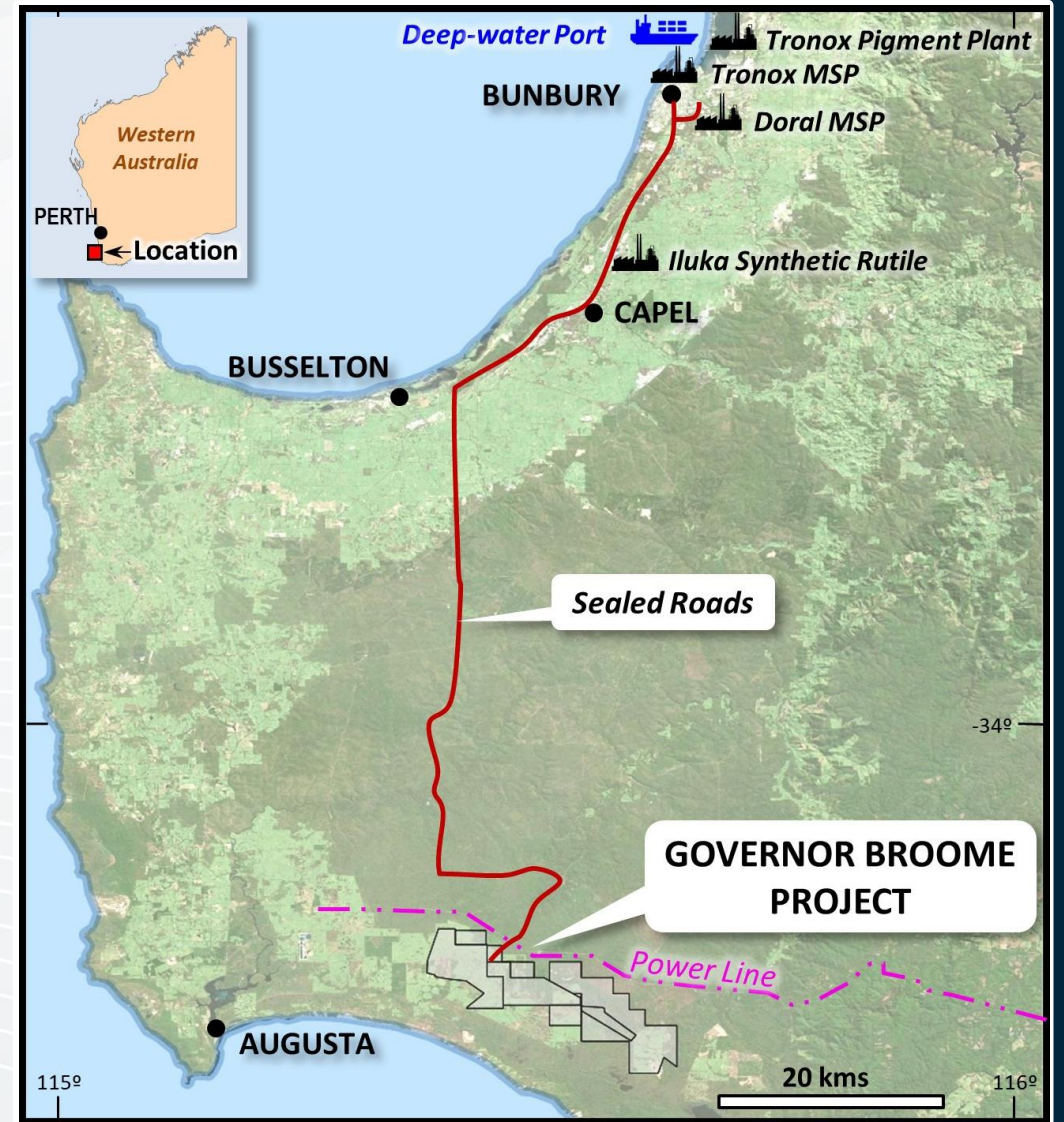 Deep-water Port
Tronox Pigment Plant
Tronox MSP
BUNBURY
Doral MSP
Western
Australia
PERTH
Location
Iluka Synthetic Rutile
CAPEL
BUSSELTON
Sealed Roads
-34º
GOVERNOR BROOME
PROJECT
Power Line
AUGUSTA
20 kms
115º
116º